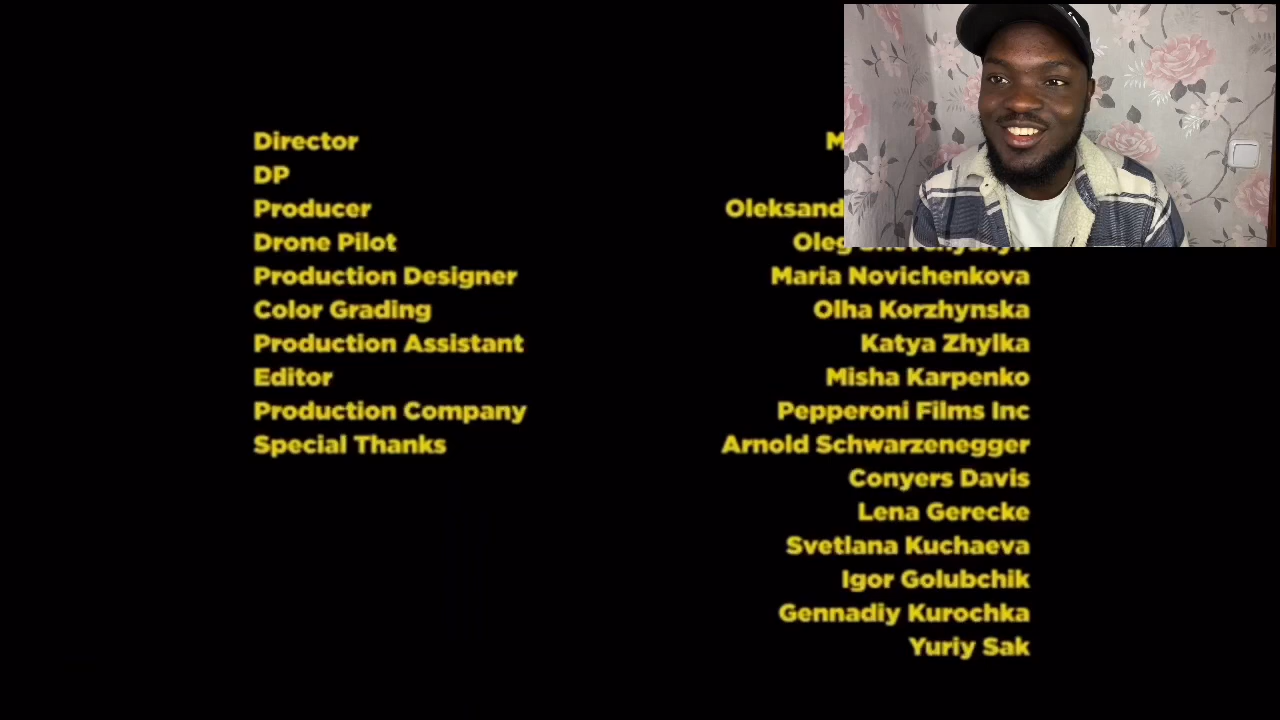 Director
DP
Producer Oleksand
Drone Pilot Oleg
Production Designer Maria Novichenkova
Color Grading Olha Korzhynska
Production Assistant Katya Zhylka
Editor Misha Karpenko
Production Company Pepperoni Films Inc
Special Thanks Arnold Schwarzenegger
Conyers Davis
Lena Gerecke
Svetlana Kuchaeva
Igor Golubchik
Gennadiy Kurochka
Yuriy Sak